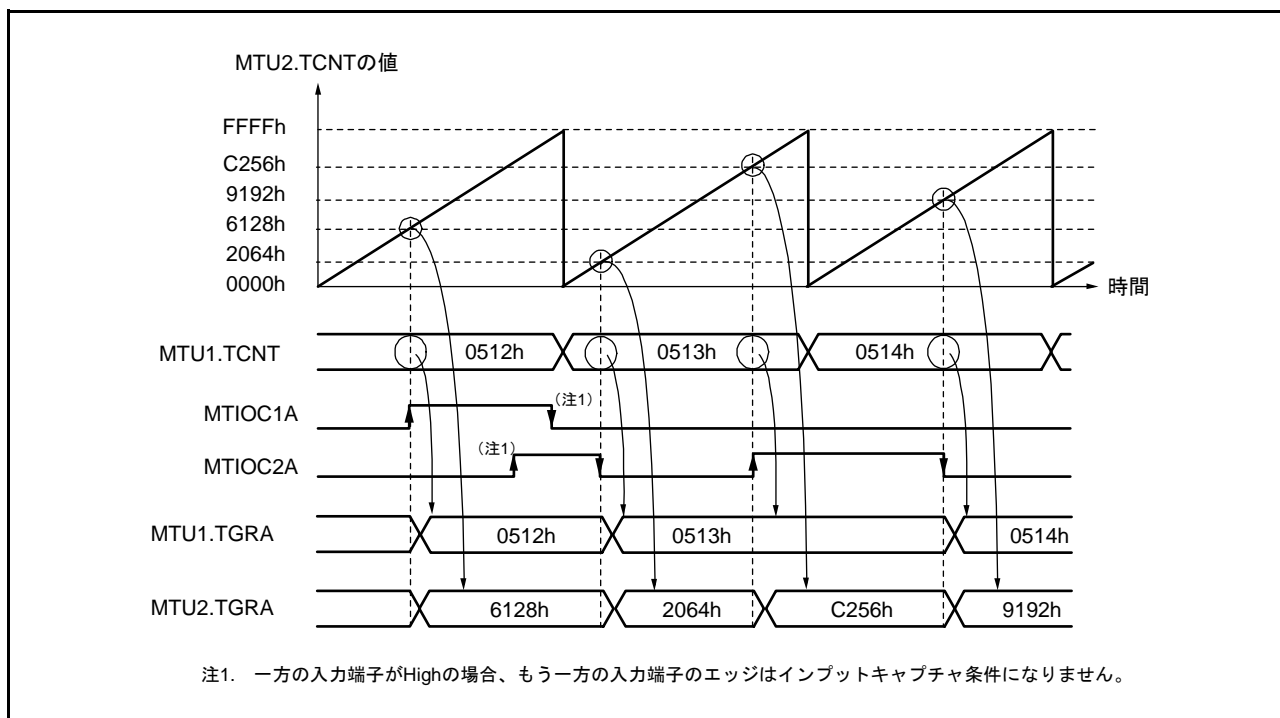 MTU2.TCNTの値
FFFFh
C256h
9192h
6128h
2064h
0000h
時間
MTU1.TCNT 0512h 0513h 0514h
MTIOC1A (注1)
MTIOC2A (注1)
MTU1.TGRA 0512h 0513h 0514h
MTU2.TGRA 6128h 2064h C256h 9192h
注1. 一方の入力端子がHighの場合、もう一方の入力端子のエッジはインプットキャプチャ条件になりません。